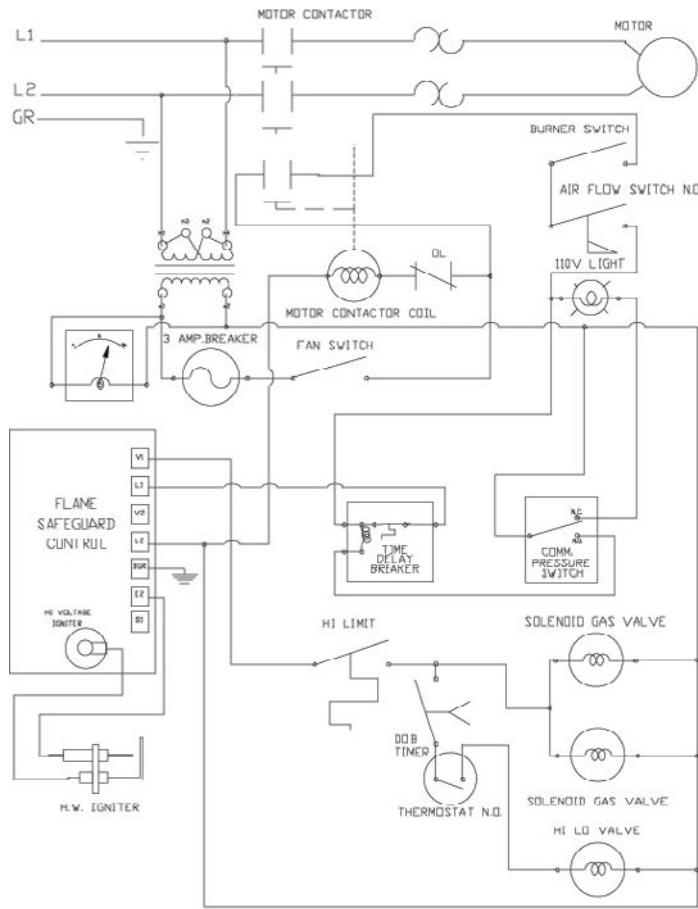 MOTOR CONTACTOR
MOTOR
L1
L2
GR
BURNER SWITCH
AIR FLOW SWITCH N.O.
110V LIGHT
OL
MOTOR CONTACTOR COIL
3 AMP.BREAKER
FAN SWITCH
V1
L1
V2
L2
E2
S1
FLAME
SAFEGUARD
CONTROL
HI VOLTAGE
IGNITER
TIME
DELAY
BREAKER
N.C.
N.O.
COMM.
PRESSURE
SWITCH
HI LIMIT
SOLENOID GAS VALVE
DOB
TIMER
THERMOSTAT N.O.
SOLENOID GAS VALVE
HI LO VALVE
H.W. IGNITER